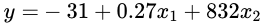 y = − 31 + 0.27x₁ + 832x₂